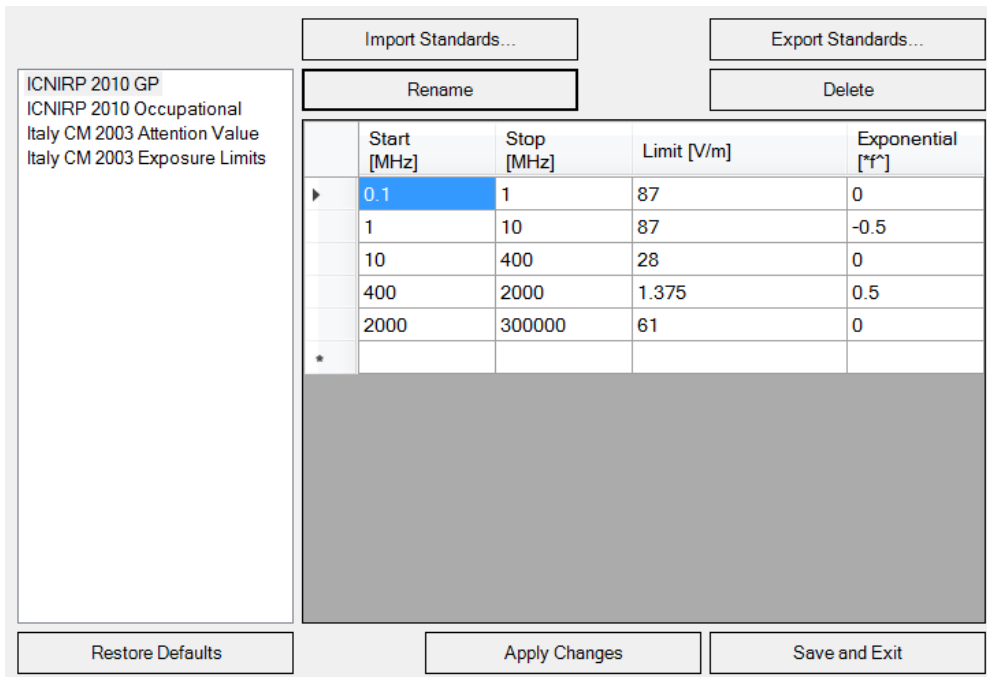 Import Standards...
Export Standards...
ICNIRP 2010 GP
ICNIRP 2010 Occupational
Italy CM 2003 Attention Value
Italy CM 2003 Exposure Limits
Rename
Delete
Start [MHz] Stop [MHz] Limit [V/m] Exponential [*f^]
0.1 1 87 0
1 10 87 -0.5
10 400 28 0
400 2000 1.375 0.5
2000 300000 61 0
*
Restore Defaults
Apply Changes
Save and Exit